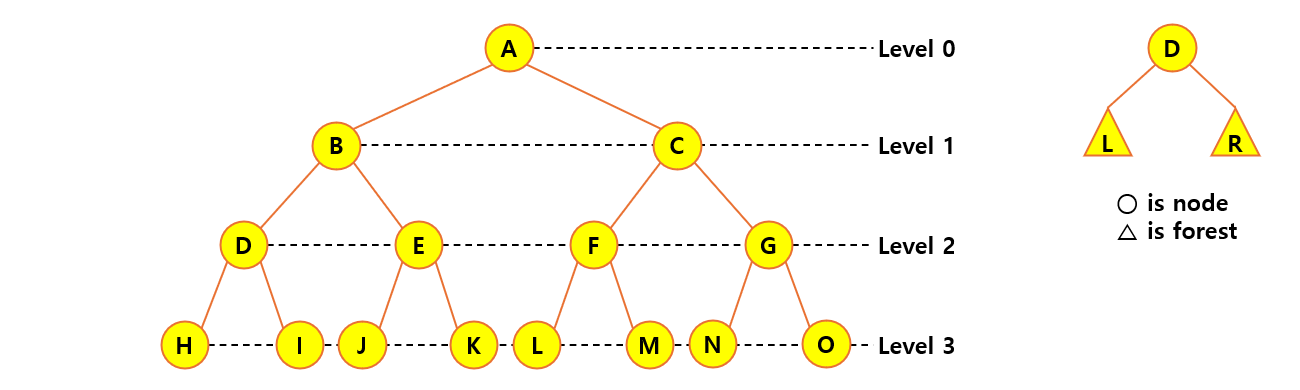 A
Level 0
B
C
Level 1
D
E
F
G
Level 2
H
I
J
K
L
M
N
O
Level 3
D
L
R
is node
is forest